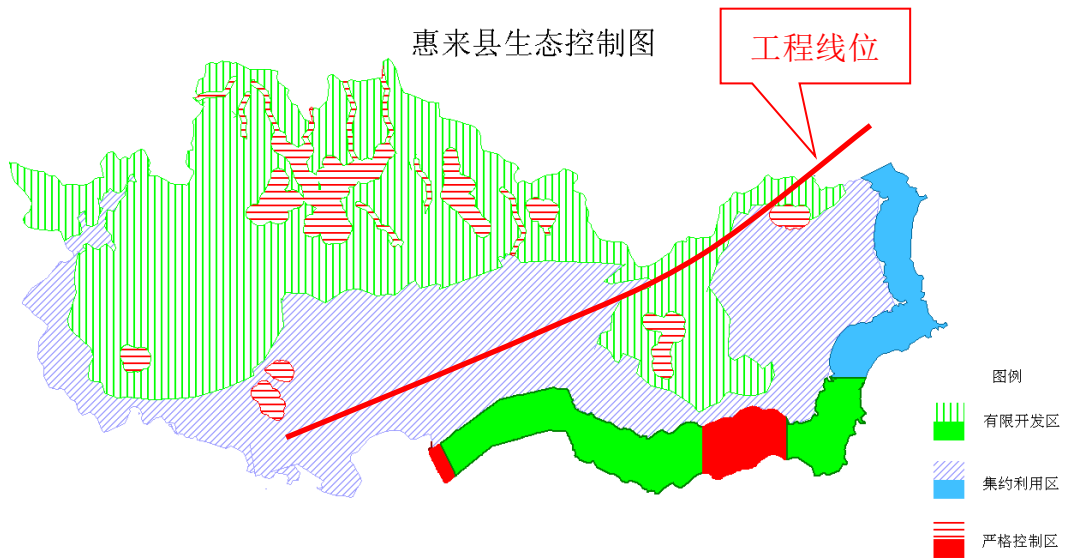 惠来县生态控制图
工程线位
图例
有限开发区
集约利用区
严格控制区